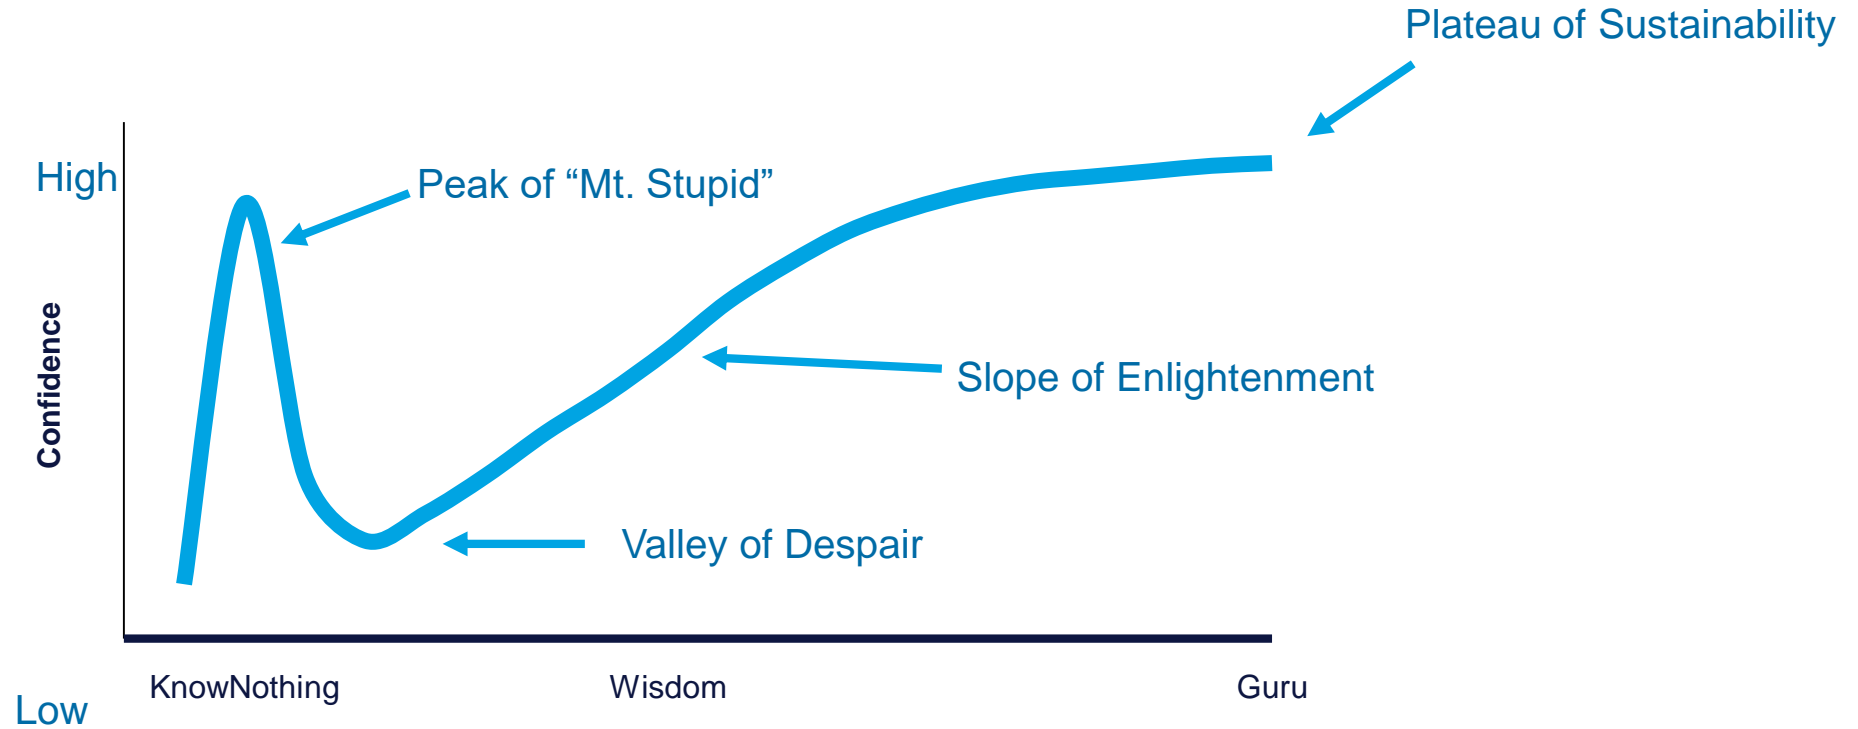 Plateau of Sustainability
High
Peak of “Mt. Stupid”
Confidence
Slope of Enlightenment
Valley of Despair
KnowNothing
Wisdom
Guru
Low